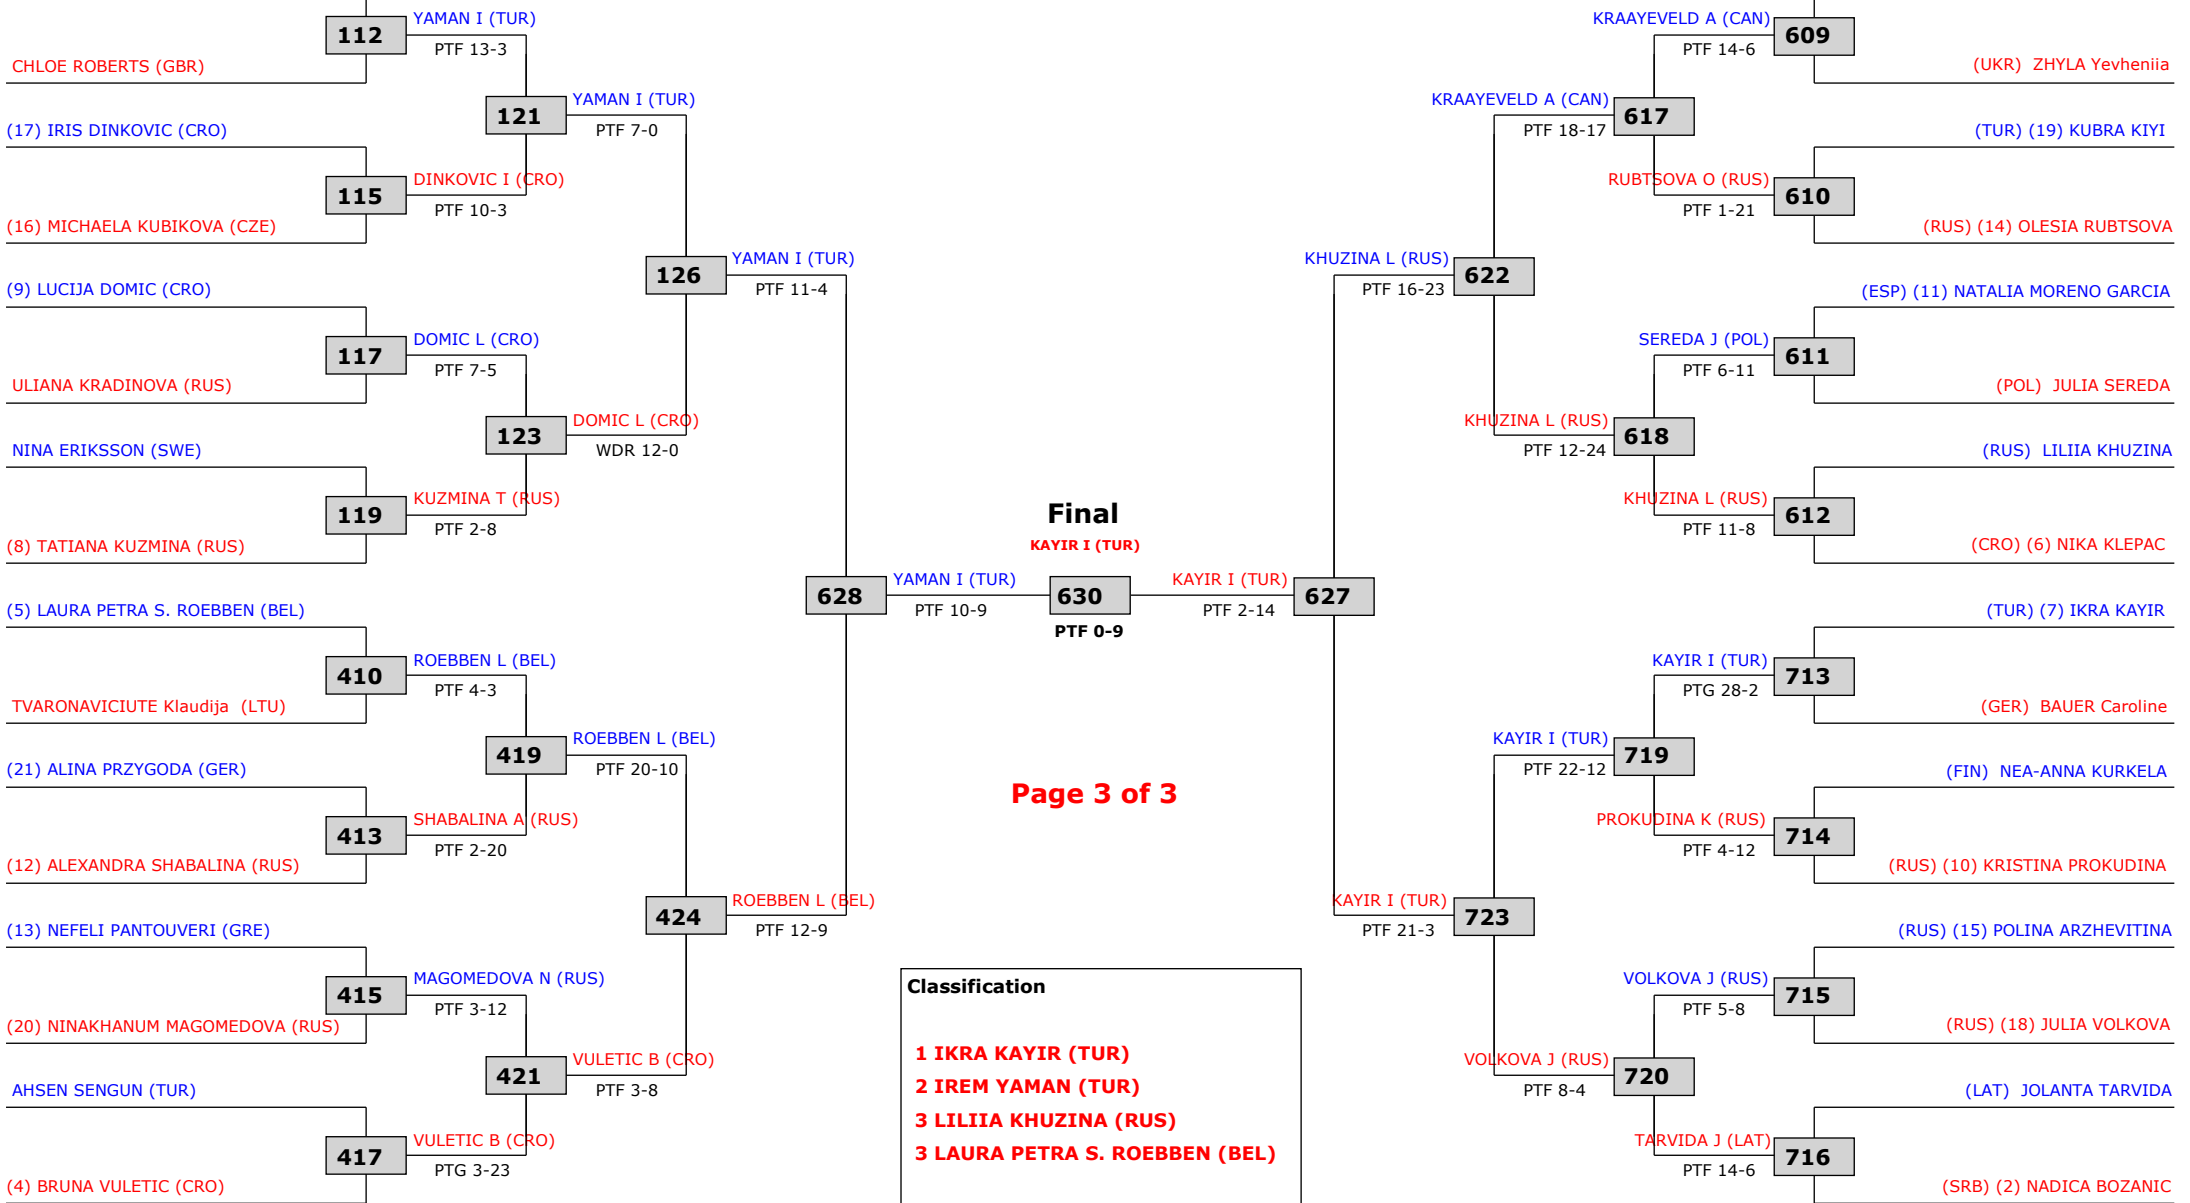 YAMAN I (TUR)
112
PTF 13-3
CHLOE ROBERTS (GBR)
YAMAN I (TUR)
121
PTF 7-0
(17) IRIS DINKOVIC (CRO)
DINKOVIC I (CRO)
115
PTF 10-3
(16) MICHAELA KUBIKOVA (CZE)
YAMAN I (TUR)
126
PTF 11-4
(9) LUCIJA DOMIC (CRO)
DOMIC L (CRO)
117
PTF 7-5
ULIANA KRADINOVA (RUS)
DOMIC L (CRO)
123
WDR 12-0
NINA ERIKSSON (SWE)
KUZMINA T (RUS)
119
PTF 2-8
(8) TATIANA KUZMINA (RUS)
YAMAN I (TUR)
628
PTF 10-9
(5) LAURA PETRA S. ROEBBEN (BEL)
ROEBBEN L (BEL)
410
PTF 4-3
TVARONAVICIUTE Klaudija (LTU)
ROEBBEN L (BEL)
419
PTF 20-10
(21) ALINA PRZYGODA (GER)
SHABALINA A (RUS)
413
PTF 2-20
(12) ALEXANDRA SHABALINA (RUS)
ROEBBEN L (BEL)
424
PTF 12-9
(13) NEFELI PANTOUVERI (GRE)
MAGOMEDOVA N (RUS)
415
PTF 3-12
(20) NINAKHANUM MAGOMEDOVA (RUS)
VULETIC B (CRO)
421
PTF 3-8
AHSEN SENGUN (TUR)
VULETIC B (CRO)
417
PTG 3-23
(4) BRUNA VULETIC (CRO)
Final
KAYIR I (TUR)
630
PTF 0-9
Page 3 of 3
Classification
1 IKRA KAYIR (TUR)
2 IREM YAMAN (TUR)
3 LILIIA KHUZINA (RUS)
3 LAURA PETRA S. ROEBBEN (BEL)
KRAAYEVELD A (CAN)
609
PTF 14-6
(UKR) ZHYLA Yevheniia
KRAAYEVELD A (CAN)
617
PTF 18-17
(TUR) (19) KUBRA KIYI
RUBTSOVA O (RUS)
610
PTF 1-21
(RUS) (14) OLESIA RUBTSOVA
KHUZINA L (RUS)
622
PTF 16-23
(ESP) (11) NATALIA MORENO GARCIA
SEREDA J (POL)
611
PTF 6-11
(POL) JULIA SEREDA
KHUZINA L (RUS)
618
PTF 12-24
(RUS) LILIIA KHUZINA
KHUZINA L (RUS)
612
PTF 11-8
(CRO) (6) NIKA KLEPAC
KAYIR I (TUR)
627
PTF 2-14
(TUR) (7) IKRA KAYIR
KAYIR I (TUR)
713
PTG 28-2
(GER) BAUER Caroline
KAYIR I (TUR)
719
PTF 22-12
(FIN) NEA-ANNA KURKELA
PROKUDINA K (RUS)
714
PTF 4-12
(RUS) (10) KRISTINA PROKUDINA
KAYIR I (TUR)
723
PTF 21-3
(RUS) (15) POLINA ARZHEVITINA
VOLKOVA J (RUS)
715
PTF 5-8
(RUS) (18) JULIA VOLKOVA
VOLKOVA J (RUS)
720
PTF 8-4
(LAT) JOLANTA TARVIDA
TARVIDA J (LAT)
716
PTF 14-6
(SRB) (2) NADICA BOZANIC